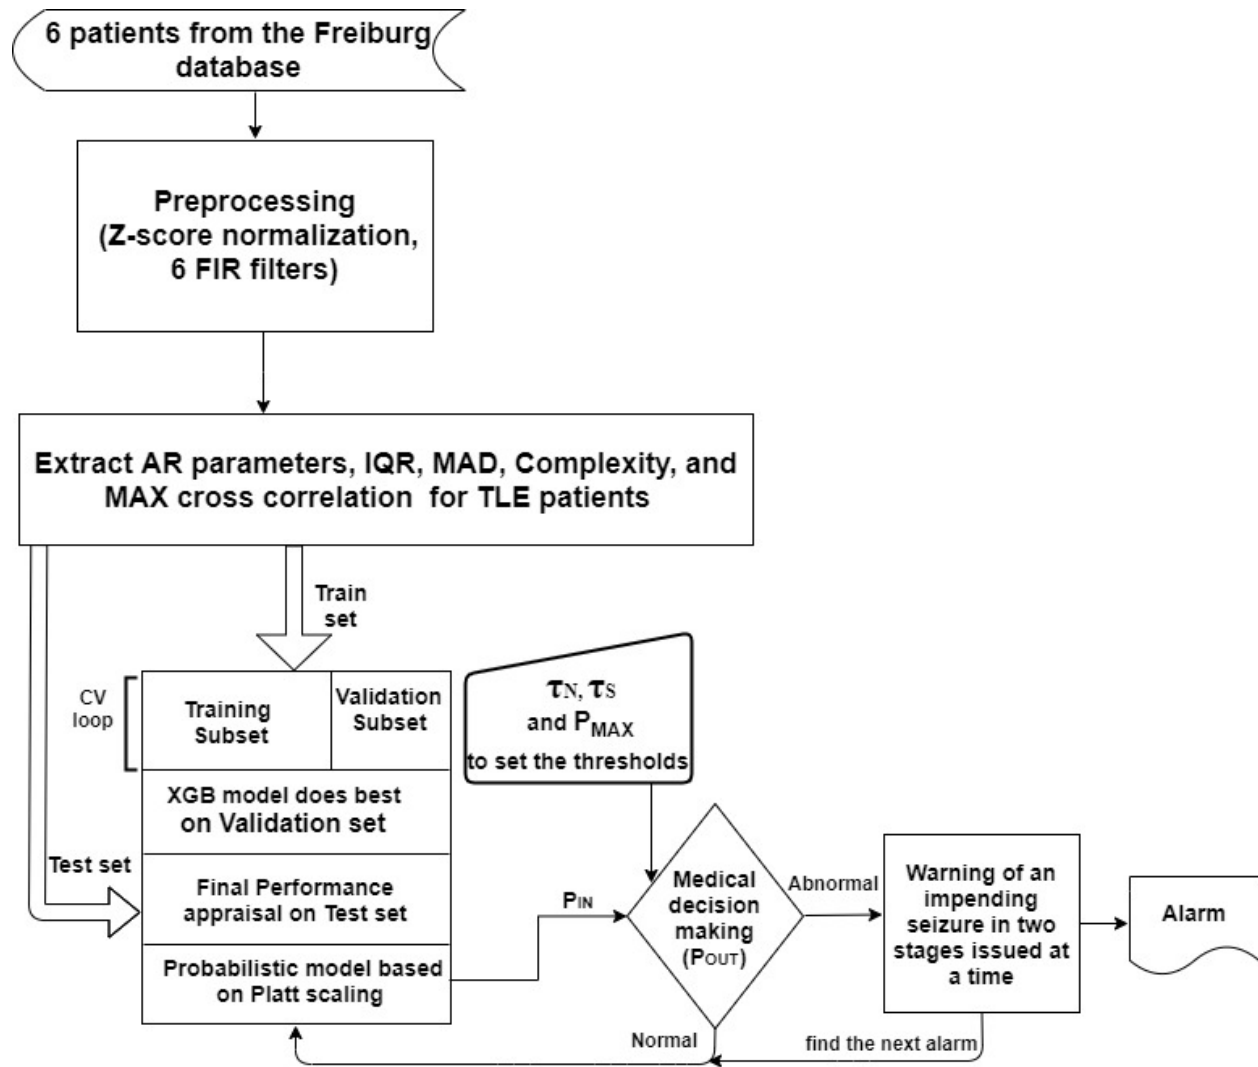 6 patients from the Freiburg
database
Preprocessing
(Z-score normalization,
6 FIR filters)
Extract AR parameters, IQR, MAD, Complexity, and
MAX cross correlation for TLE patients
Train
set
CV
loop
Training
Subset
Validation
Subset
XGB model does best
on Validation set
Test set
Final Performance
appraisal on Test set
Probabilistic model based
on Platt scaling
τN, τS
and PMAX
to set the thresholds
PIN
Medical
decision
making
(POUT)
Abnormal
Warning of an
impending
seizure in two
stages issued at
a time
Alarm
Normal
find the next alarm